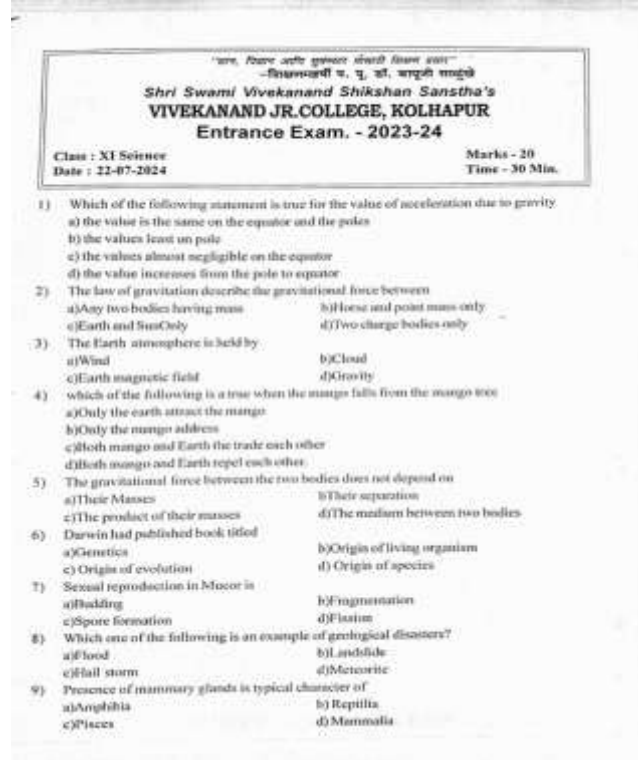 "ज्ञान, विज्ञान आणि सुसंस्कार यांसाठी शिक्षण प्रसार"
-शिक्षणमहर्षी प. पू. डॉ. बापूजी साळुंखे
Shri Swami Vivekanand Shikshan Sanstha's
VIVEKANAND JR.COLLEGE, KOLHAPUR
Entrance Exam. - 2023-24
Class : XI Science Marks - 20
Date : 22-07-2024 Time - 30 Min.
1) Which of the following statement is true for the value of acceleration due to gravity
a) the value is the same on the equator and the poles
b) the values least on pole
c) the values almost negligible on the equator
d) the value increases from the pole to equator
2) The law of gravitation describe the gravitational force between
a)Any two bodies having mass b)Horse and point mass only
c)Earth and SunOnly d)Two charge bodies only
3) The Earth atmosphere is held by
a)Wind b)Cloud
c)Earth magnetic field d)Gravity
4) which of the following is a true when the mango falls from the mango tree
a)Only the earth attract the mango
b)Only the mango address
c)Both mango and Earth the trade each other
d)Both mango and Earth repel each other.
5) The gravitational force between the two bodies does not depend on
a)Their Masses b)Their separation
c)The product of their masses d)The medium between two bodies
6) Darwin had published book titled
a)Genetics b)Origin of living organism
c) Origin of evolution d) Origin of species
7) Sexual reproduction in Mucor is
a)Budding b)Fragmentation
c)Spore formation d)Fission
8) Which one of the following is an example of geological disasters?
a)Flood b)Landslide
c)Hail storm d)Meteorite
9) Presence of mammary glands is typical character of
a)Amphibia b) Reptilia
c)Pisces d) Mammalia